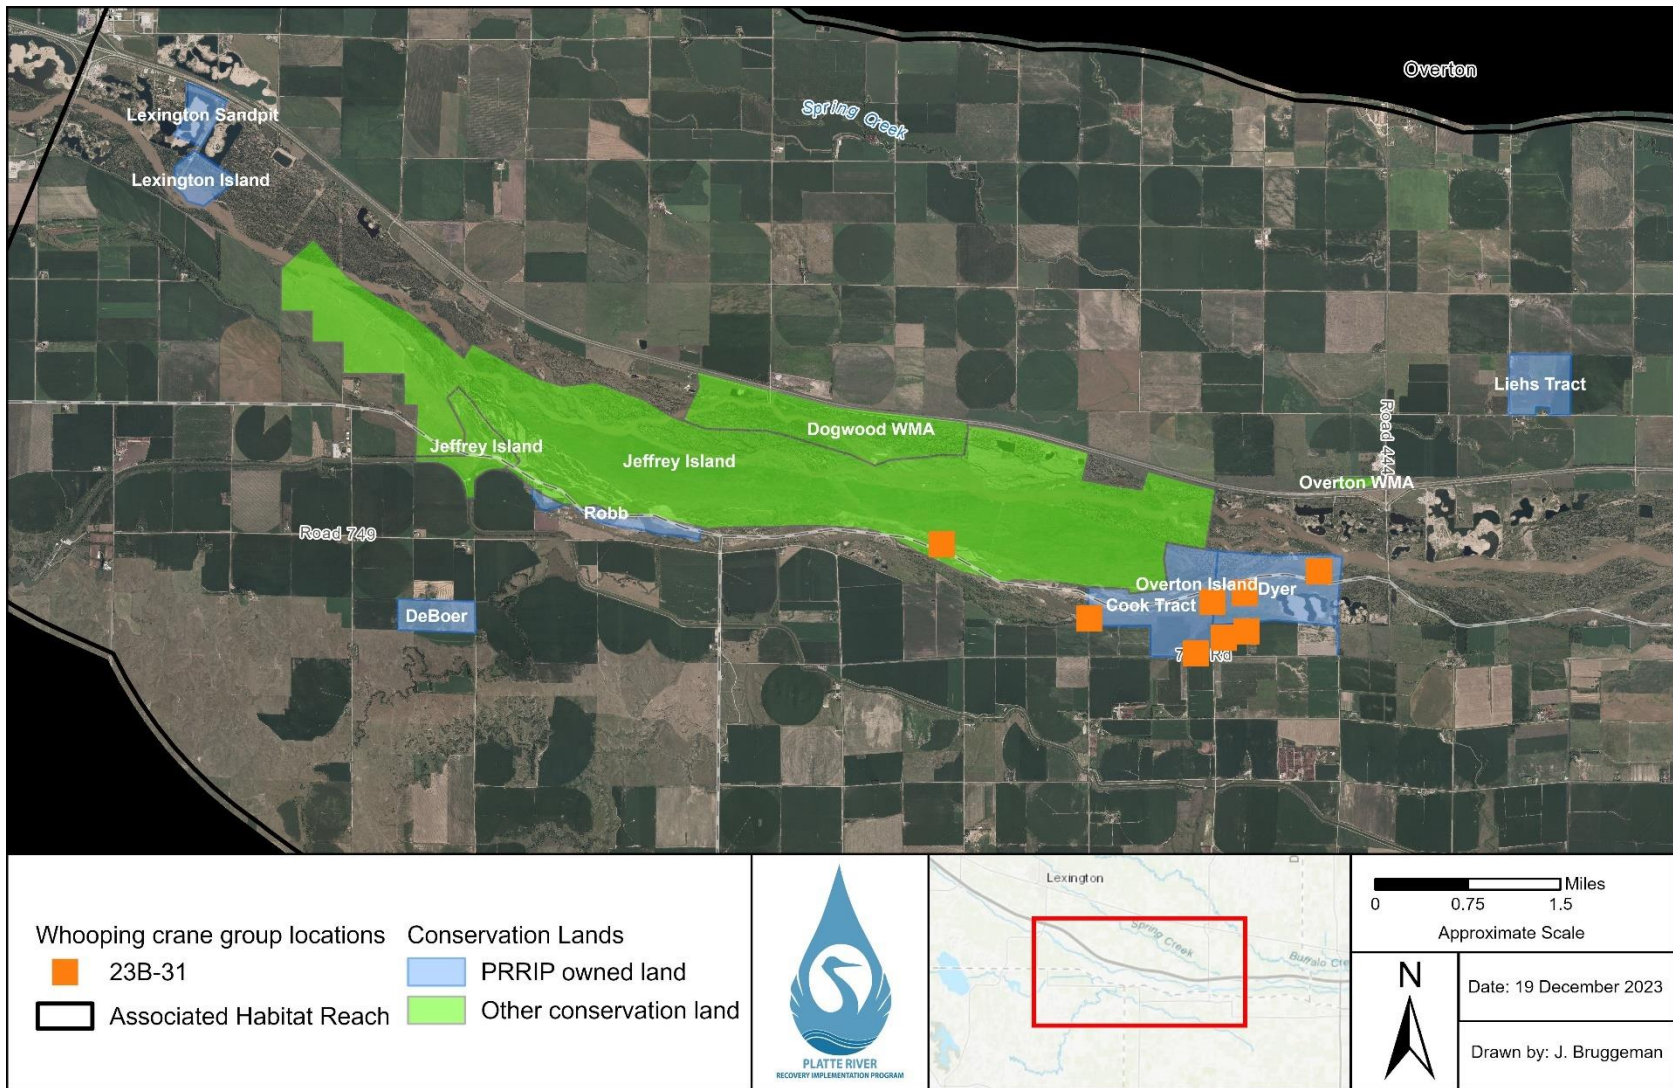 Overton
Spring Creek
Lexington Sandpit
Lexington Island
Liehs Tract
Road 444
Dogwood WMA
Jeffrey Island
Jeffrey Island
Overton WMA
Robb
Road 749
Overton Island
Dyer
Cook Tract
DeBoer
Rd
Whooping crane group locations
23B-31
Associated Habitat Reach
Conservation Lands
PRRIP owned land
Other conservation land
PLATTE RIVER
RECOVERY IMPLEMENTATION PROGRAM
Lexington
D
Spring Creek
Buffalo Cre
Miles
0 0.75 1.5
Approximate Scale
N
Date: 19 December 2023
Drawn by: J. Bruggeman